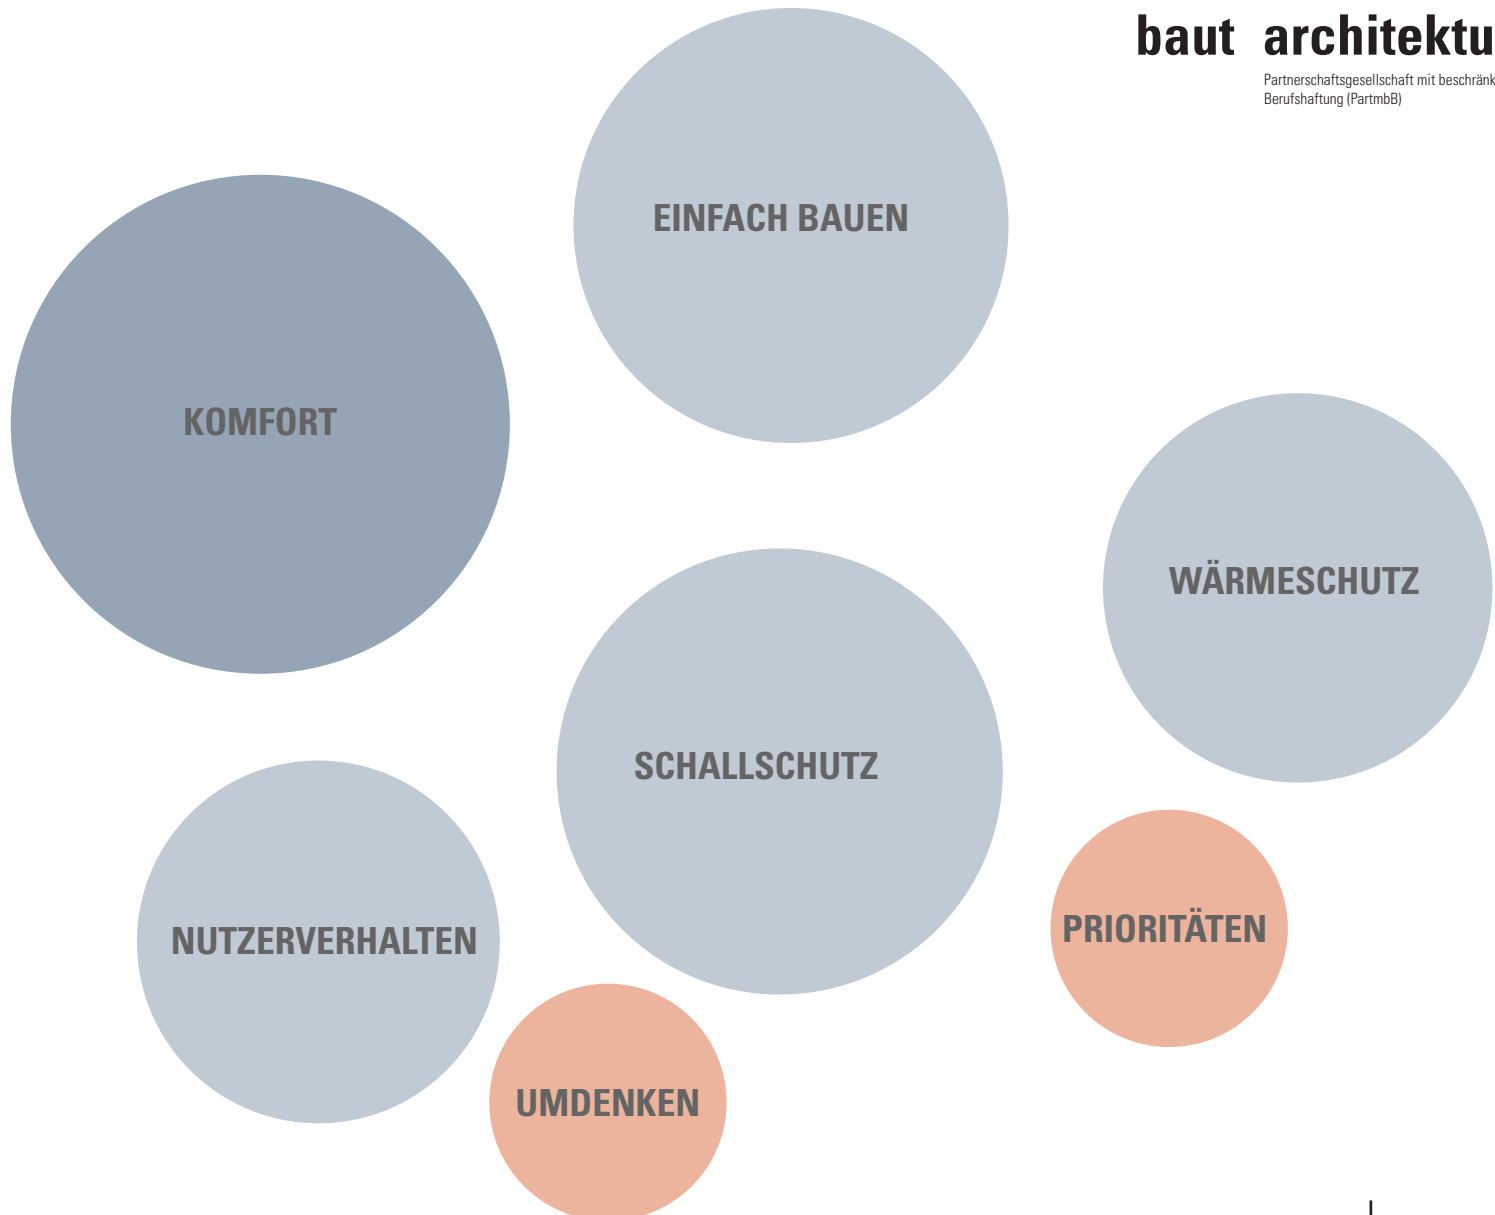 baut architektu
Partnerschaftsgesellschaft mit beschränk
Berufshaftung (PartmbB)
EINFACH BAUEN
KOMFORT
WÄRMESCHUTZ
SCHALLSCHUTZ
PRIORITÄTEN
NUTZERVERHALTEN
UMDENKEN